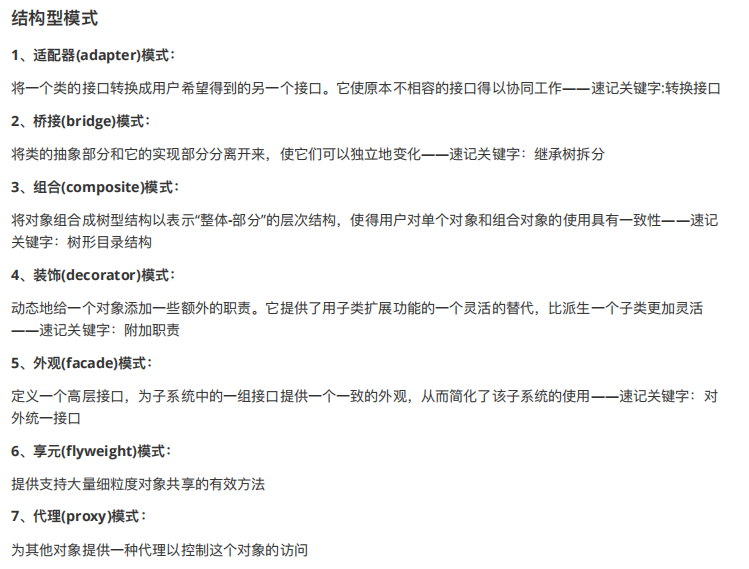 结构型模式
1、适配器(adapter)模式：
将一个类的接口转换成用户希望得到的另一个接口。它使原本不相容的接口得以协同工作——速记关键字:转换接口
2、桥接(bridge)模式：
将类的抽象部分和它的实现部分分离开来，使它们可以独立地变化——速记关键字：继承树拆分
3、组合(composite)模式：
将对象组合成树型结构以表示“整体-部分”的层次结构，使得用户对单个对象和组合对象的使用具有一致性——速记
关键字：树形目录结构
4、装饰(decorator)模式：
动态地给一个对象添加一些额外的职责。它提供了用子类扩展功能的一个灵活的替代，比派生一个子类更加灵活
——速记关键字：附加职责
5、外观(facade)模式：
定义一个高层接口，为子系统中的一组接口提供一个一致的外观，从而简化了该子系统的使用——速记关键字：对
外统一接口
6、享元(flyweight)模式：
提供支持大量细粒度对象共享的有效方法
7、代理(proxy)模式：
为其他对象提供一种代理以控制这个对象的访问